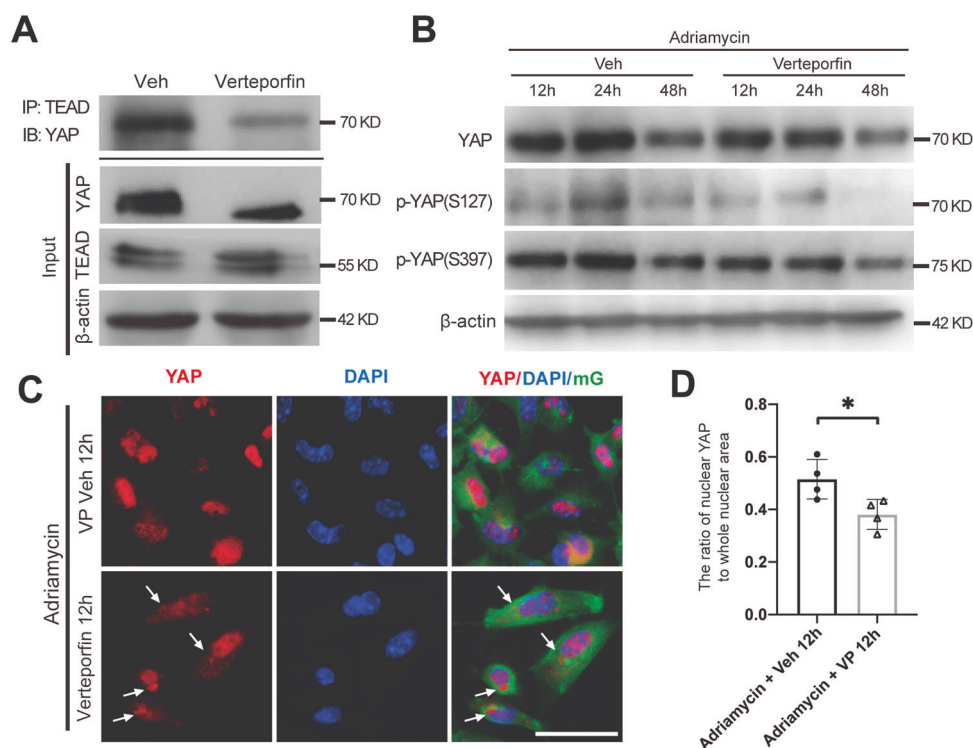 A
Veh Verteporfin
IP: TEAD
IB: YAP
70 KD
Input
YAP
70 KD
TEAD
55 KD
β-actin
42 KD
B
Adriamycin
Veh Verteporfin
12h 24h 48h 12h 24h 48h
YAP
70 KD
p-YAP(S127)
70 KD
p-YAP(S397)
75 KD
β-actin
42 KD
C
YAP DAPI YAP/DAPI/mG
Adriamycin
VP Veh 12h
Verteporfin 12h
D
The ratio of nuclear YAP
to whole nuclear area
0.8
0.6
0.4
0.2
0.0
*
Adriamycin + Veh 12h
Adriamycin + VP 12h